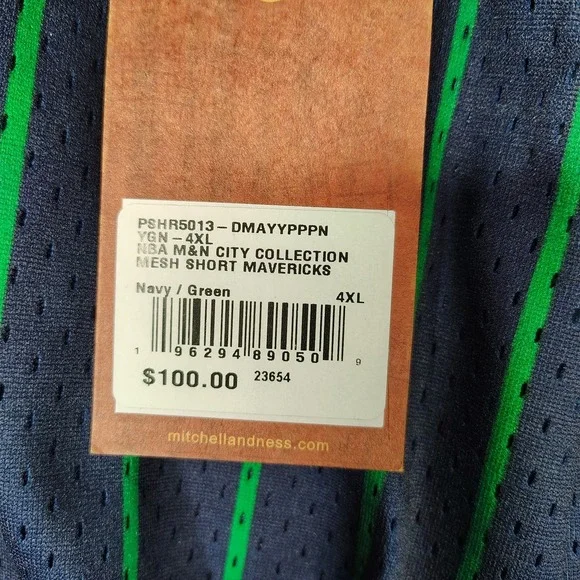 PSHR5013-DMAYYPPPN
YGN-4XL
NBA M&N CITY COLLECTION
MESH SHORT MAVERICKS
Navy / Green 4XL
1 96294 89050 9
$100.00 23654
mitchellandness.com